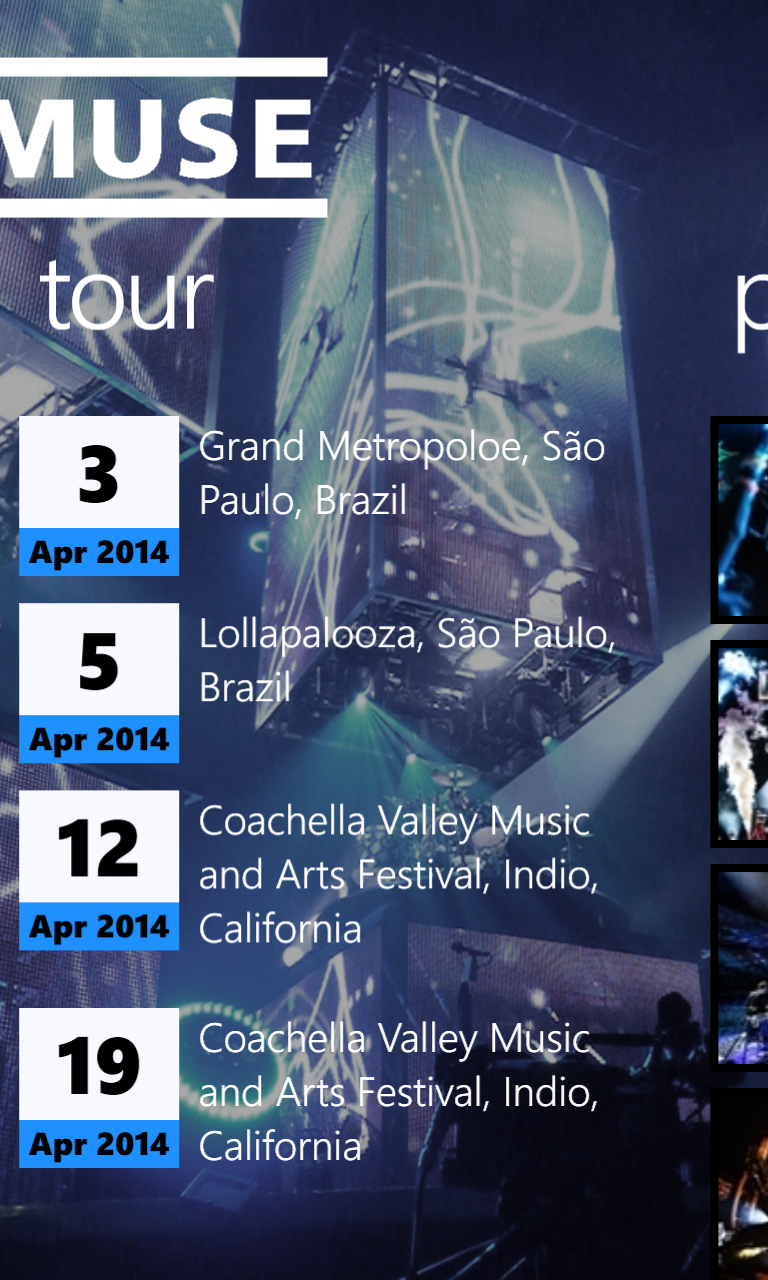 MUSE
tour
p
3
Apr 2014
Grand Metropoloe, São
Paulo, Brazil
5
Apr 2014
Lollapalooza, São Paulo,
Brazil
12
Apr 2014
Coachella Valley Music
and Arts Festival, Indio,
California
19
Apr 2014
Coachella Valley Music
and Arts Festival, Indio,
California